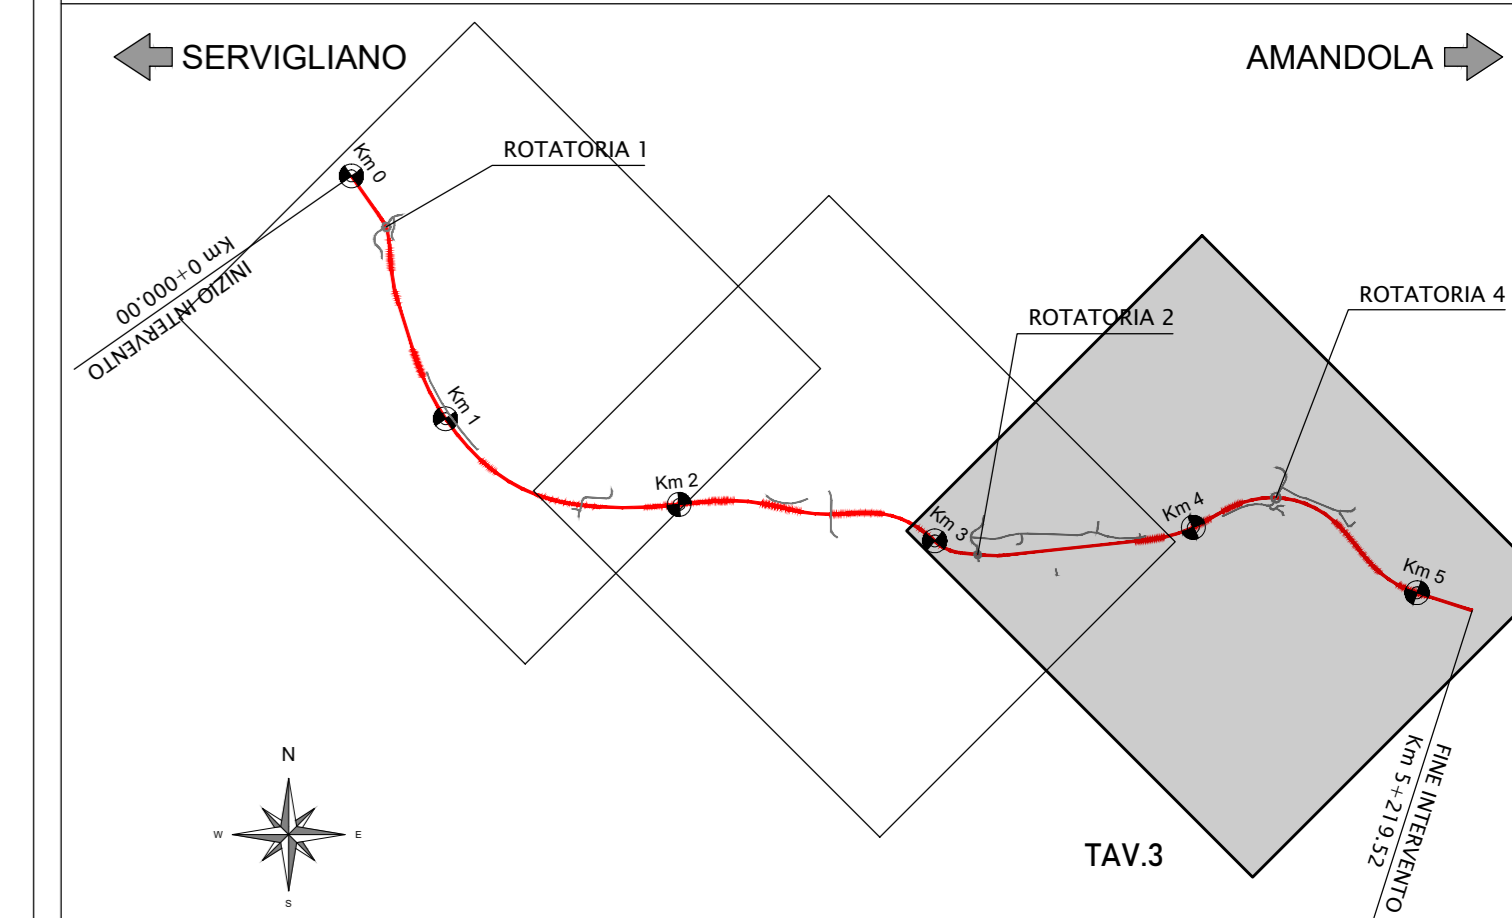 SERVIGLIANO
AMANDOLA
Km 0
ROTATORIA 1
Km 0+000.00
INIZIO INTERVENTO
ROTATORIA 4
ROTATORIA 2
Km 1
Km 2
Km 3
Km 4
Km 5
FINE INTERVENTO
Km 5+219.52
N
W
E
S
TAV.3